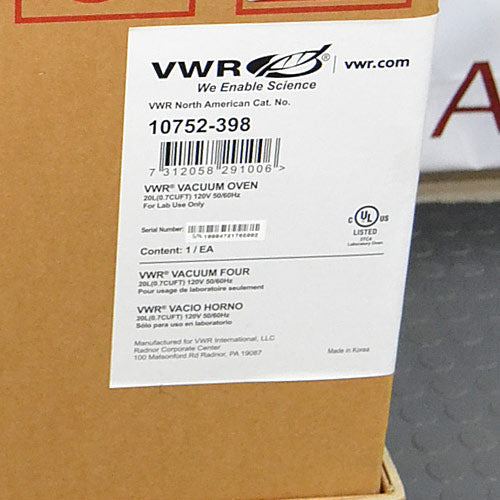 VWR® | vwr.com
We Enable Science
VWR North American Cat. No.
10752-398
7 312058 291006 >
VWR® VACUUM OVEN
20L(0.7CUFT) 120V 50/60Hz
For Lab Use Only
Serial Number:
Content: 1 / EA
C UL US
LISTED
Laboratory Oven
VWR® VACUUM FOUR
20L(0.7CUFT) 120V 50/60Hz
Pour usage de laboratoire seulement
VWR® VACIO HORNO
20L(0.7CUFT) 120V 50/60Hz
Sólo para uso en laboratorio
Manufactured for VWR International, LLC
Radnor Corporate Center
100 Matsonford Rd Radnor, PA 19087
Made in Korea
A